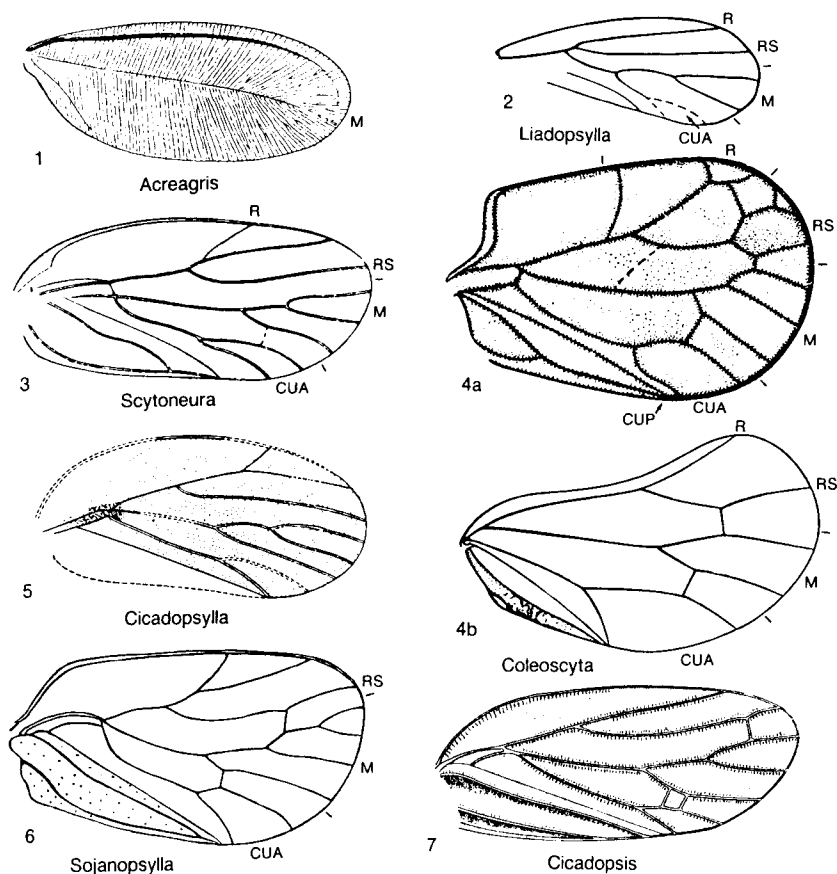 M
1
Acreagris
R
RS
M
2
CUA
Liadopsylla
R
RS
M
3
CUA
Scytoneura
R
RS
M
4a
CUP
CUA
5
Cicadopsylla
R
RS
M
4b
CUA
Coleoscyta
RS
M
6
CUA
Sojanopsylla
7
Cicadopsis